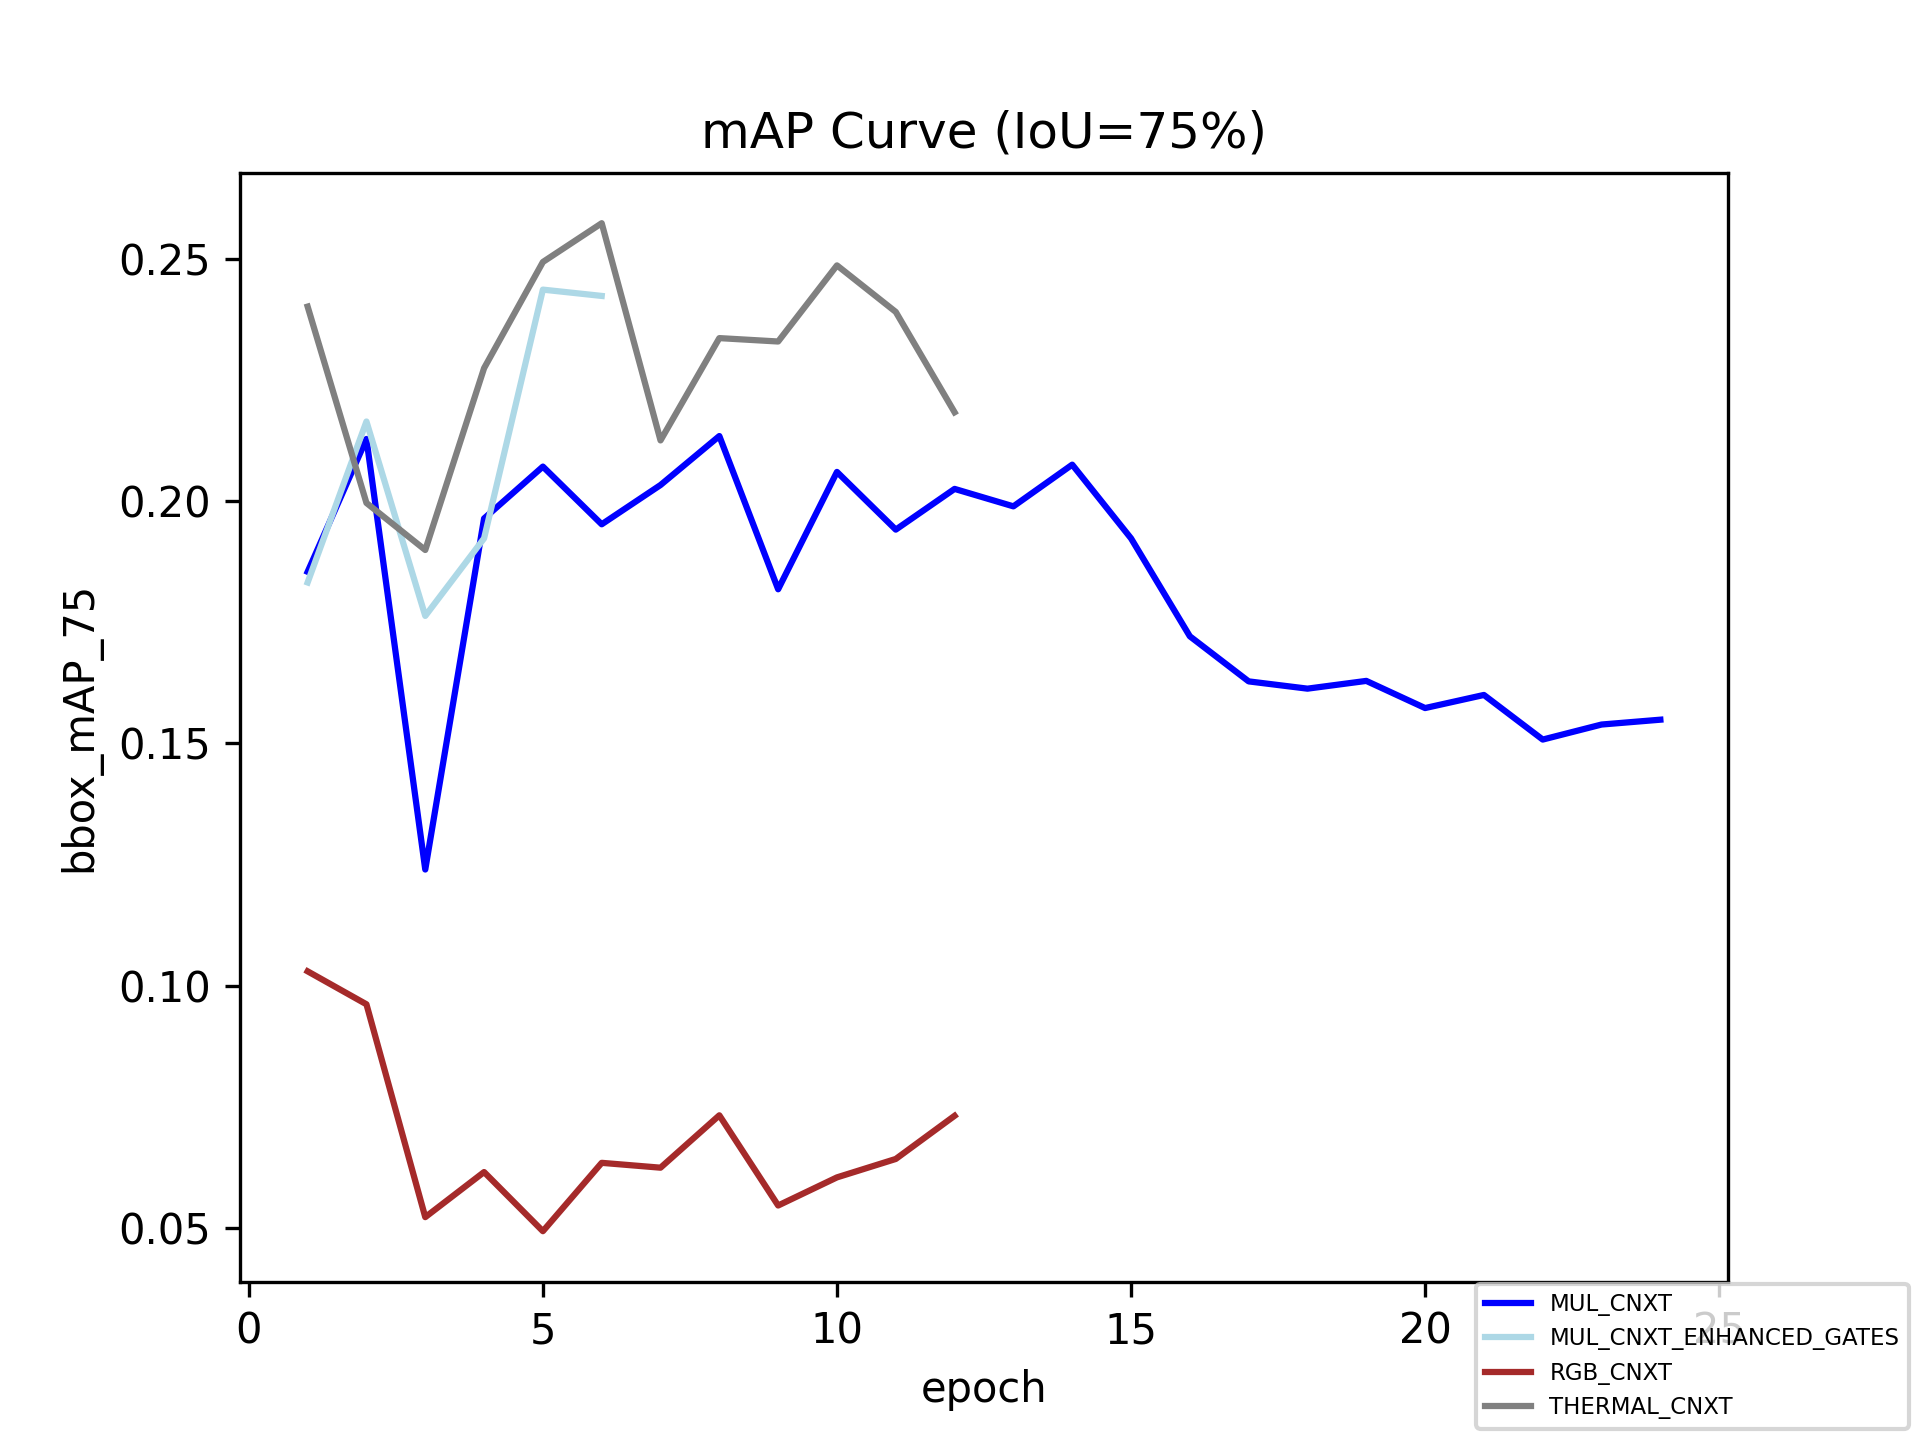 mAP Curve (IoU=75%)
bbox_mAP_75
0.25
0.20
0.15
0.10
0.05
0
5
10
15
20
25
epoch
MUL_CNXT
MUL_CNXT_ENHANCED_GATES
RGB_CNXT
THERMAL_CNXT